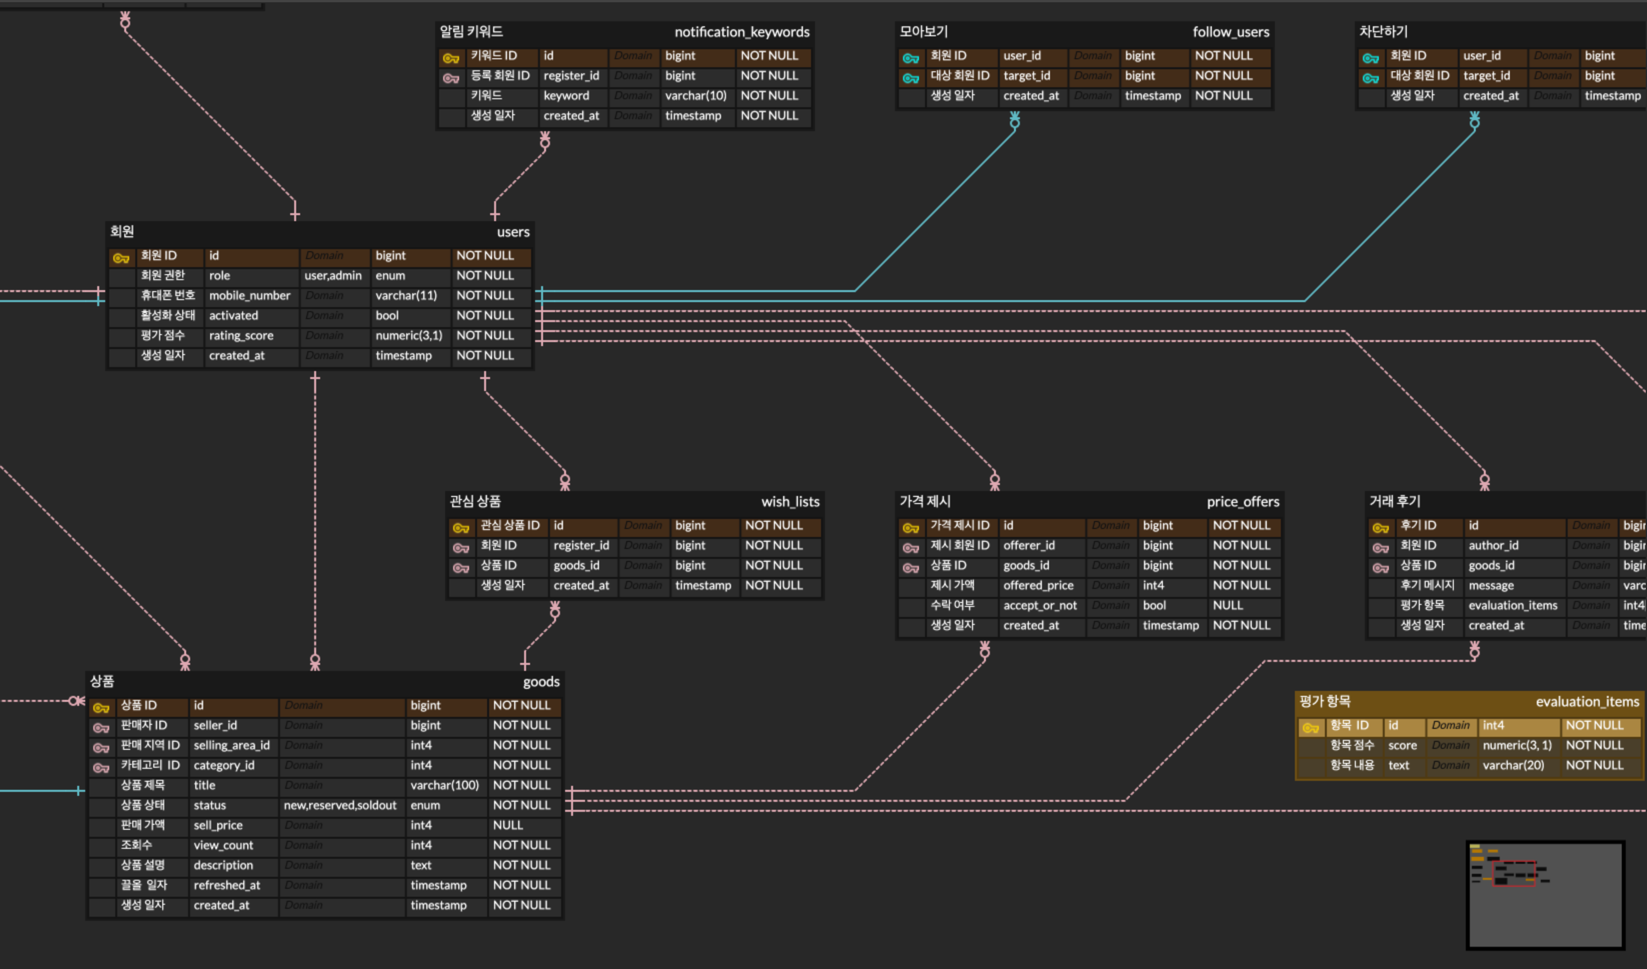 알림 키워드 notification_keywords
키워드 ID id Domain bigint NOT NULL
등록 회원 ID register_id Domain bigint NOT NULL
키워드 keyword Domain varchar(10) NOT NULL
생성 일자 created_at Domain timestamp NOT NULL
모아보기 follow_users
회원 ID user_id Domain bigint NOT NULL
대상 회원 ID target_id Domain bigint NOT NULL
생성 일자 created_at Domain timestamp NOT NULL
차단하기
회원 ID user_id Domain bigint
대상 회원 ID target_id Domain bigint
생성 일자 created_at Domain timestamp
회원 users
회원 ID id Domain bigint NOT NULL
회원 권한 role user,admin enum NOT NULL
휴대폰 번호 mobile_number Domain varchar(11) NOT NULL
활성화 상태 activated Domain bool NOT NULL
평가 점수 rating_score Domain numeric(3,1) NOT NULL
생성 일자 created_at Domain timestamp NOT NULL
관심 상품 wish_lists
관심 상품 ID id Domain bigint NOT NULL
회원 ID register_id Domain bigint NOT NULL
상품 ID goods_id Domain bigint NOT NULL
생성 일자 created_at Domain timestamp NOT NULL
가격 제시 price_offers
가격 제시 ID id Domain bigint NOT NULL
제시 회원 ID offerer_id Domain bigint NOT NULL
상품 ID goods_id Domain bigint NOT NULL
제시 가액 offered_price Domain int4 NOT NULL
수락 여부 accept_or_not Domain bool NULL
생성 일자 created_at Domain timestamp NOT NULL
거래 후기
후기 ID id Domain bigin
회원 ID author_id Domain bigin
상품 ID goods_id Domain bigin
후기 메시지 message Domain varc
평가 항목 evaluation_items Domain int4
생성 일자 created_at Domain time
상품 goods
상품 ID id Domain bigint NOT NULL
판매자 ID seller_id Domain bigint NOT NULL
판매 지역 ID selling_area_id Domain int4 NOT NULL
카테고리 ID category_id Domain int4 NOT NULL
상품 제목 title Domain varchar(100) NOT NULL
상품 상태 status new,reserved,soldout enum NOT NULL
판매 가액 sell_price Domain int4 NULL
조회수 view_count Domain int4 NOT NULL
상품 설명 description Domain text NOT NULL
끌올 일자 refreshed_at Domain timestamp NOT NULL
생성 일자 created_at Domain timestamp NOT NULL
평가 항목 evaluation_items
항목 ID id Domain int4 NOT NULL
항목 점수 score Domain numeric(3, 1) NOT NULL
항목 내용 text Domain varchar(20) NOT NULL